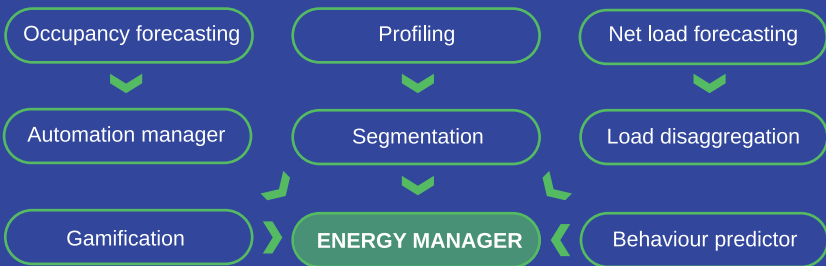 Occupancy forecasting
Profiling
Net load forecasting
Automation manager
Segmentation
Load disaggregation
Gamification
ENERGY MANAGER
Behaviour predictor